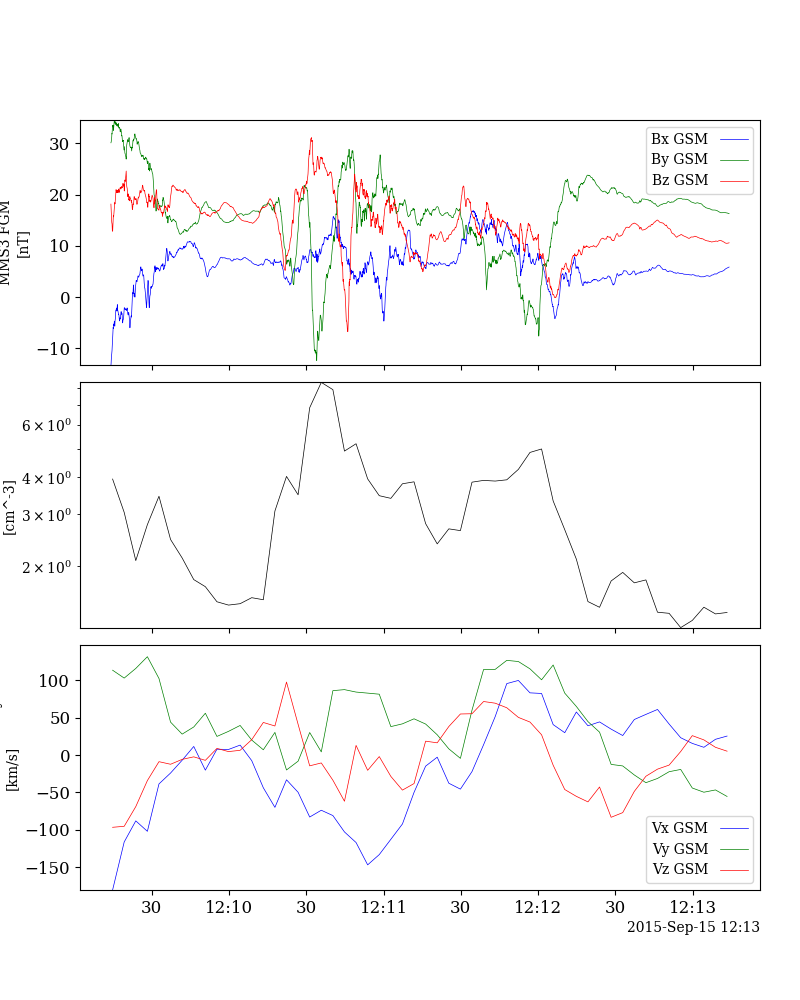 MMS3 FGM
[nT]
30
20
10
0
−10
Bx GSM
By GSM
Bz GSM
[cm^-3]
6 × 10⁰
4 × 10⁰
3 × 10⁰
2 × 10⁰
[km/s]
100
50
0
−50
−100
−150
Vx GSM
Vy GSM
Vz GSM
30 12:10 30 12:11 30 12:12 30 12:13
2015-Sep-15 12:13